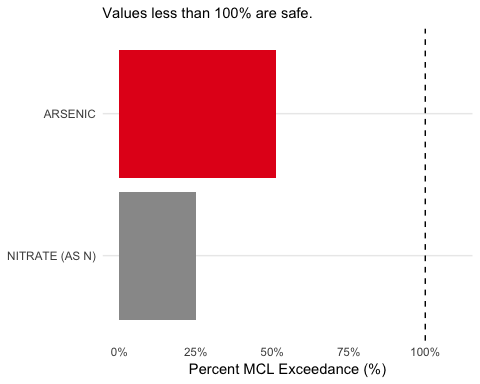 Values less than 100% are safe.
ARSENIC
NITRATE (AS N)
0% 25% 50% 75% 100%
Percent MCL Exceedance (%)